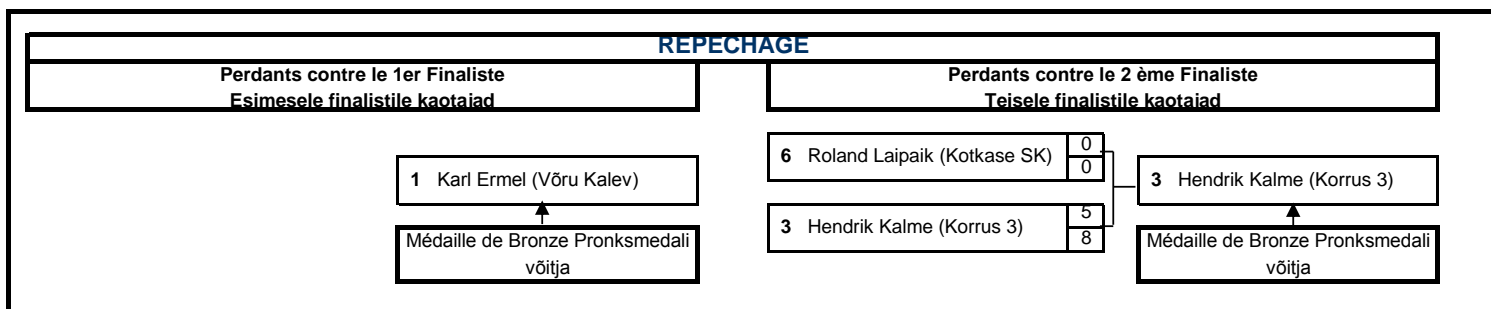 REPECHAGE
Perdants contre le 1er Finaliste
Esimesele finalistile kaotajad
Perdants contre le 2 ème Finaliste
Teisele finalistile kaotajad
6 Roland Laipaik (Kotkase SK) 0
0
1 Karl Ermel (Võru Kalev)
3 Hendrik Kalme (Korrus 3)
3 Hendrik Kalme (Korrus 3) 5
8
Médaille de Bronze Pronksmedali
võitja
Médaille de Bronze Pronksmedali
võitja